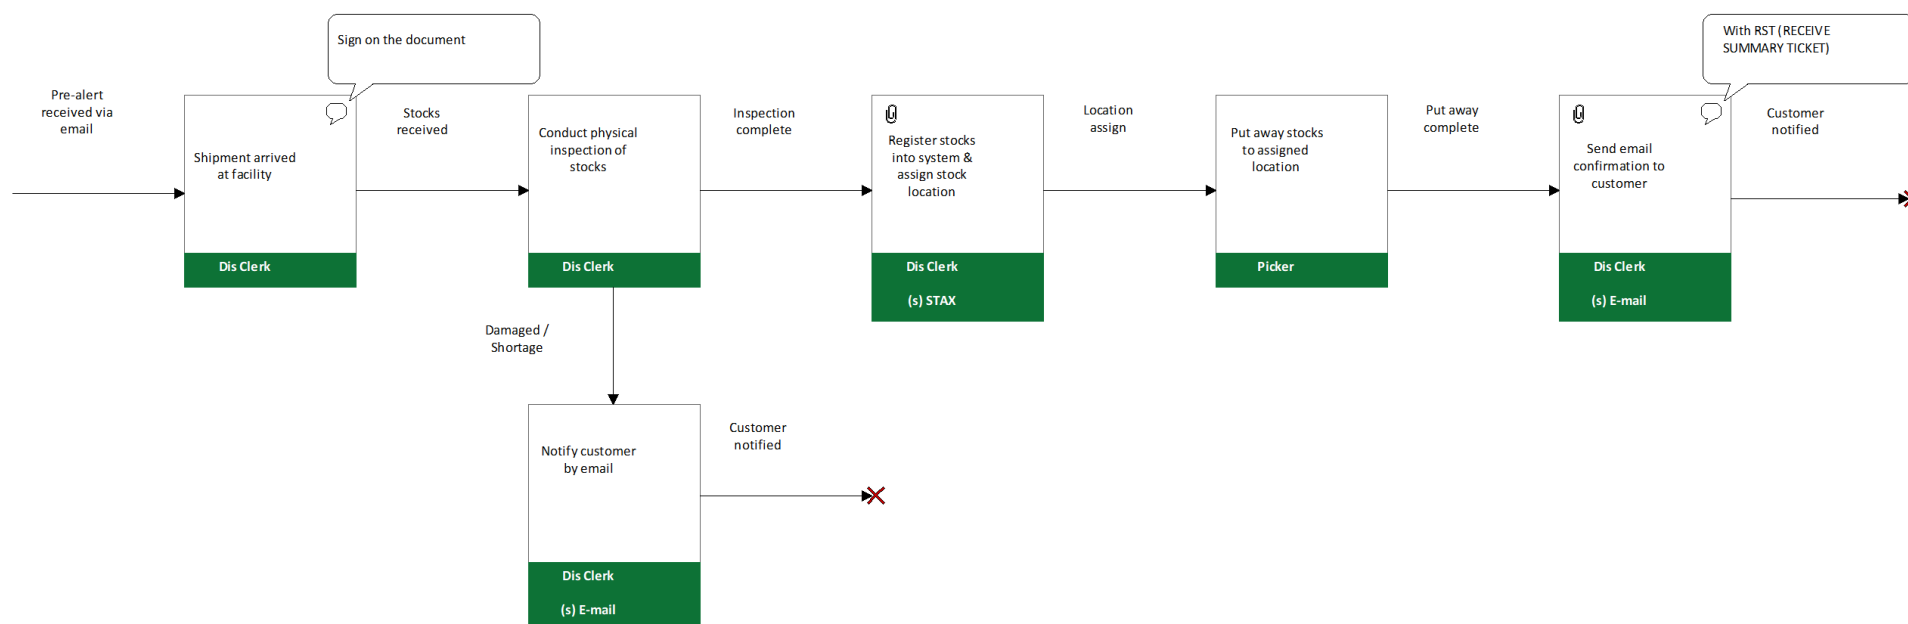 Sign on the document
With RST (RECEIVE
SUMMARY TICKET)
Pre-alert
received via
email
Shipment arrived
at facility
Dis Clerk
Stocks
received
Conduct physical
inspection of
stocks
Dis Clerk
Inspection
complete
Register stocks
into system &
assign stock
location
Dis Clerk
(s) STAX
Location
assign
Put away stocks
to assigned
location
Picker
Put away
complete
Send email
confirmation to
customer
Dis Clerk
(s) E-mail
Customer
notified
Damaged /
Shortage
Notify customer
by email
Dis Clerk
(s) E-mail
Customer
notified